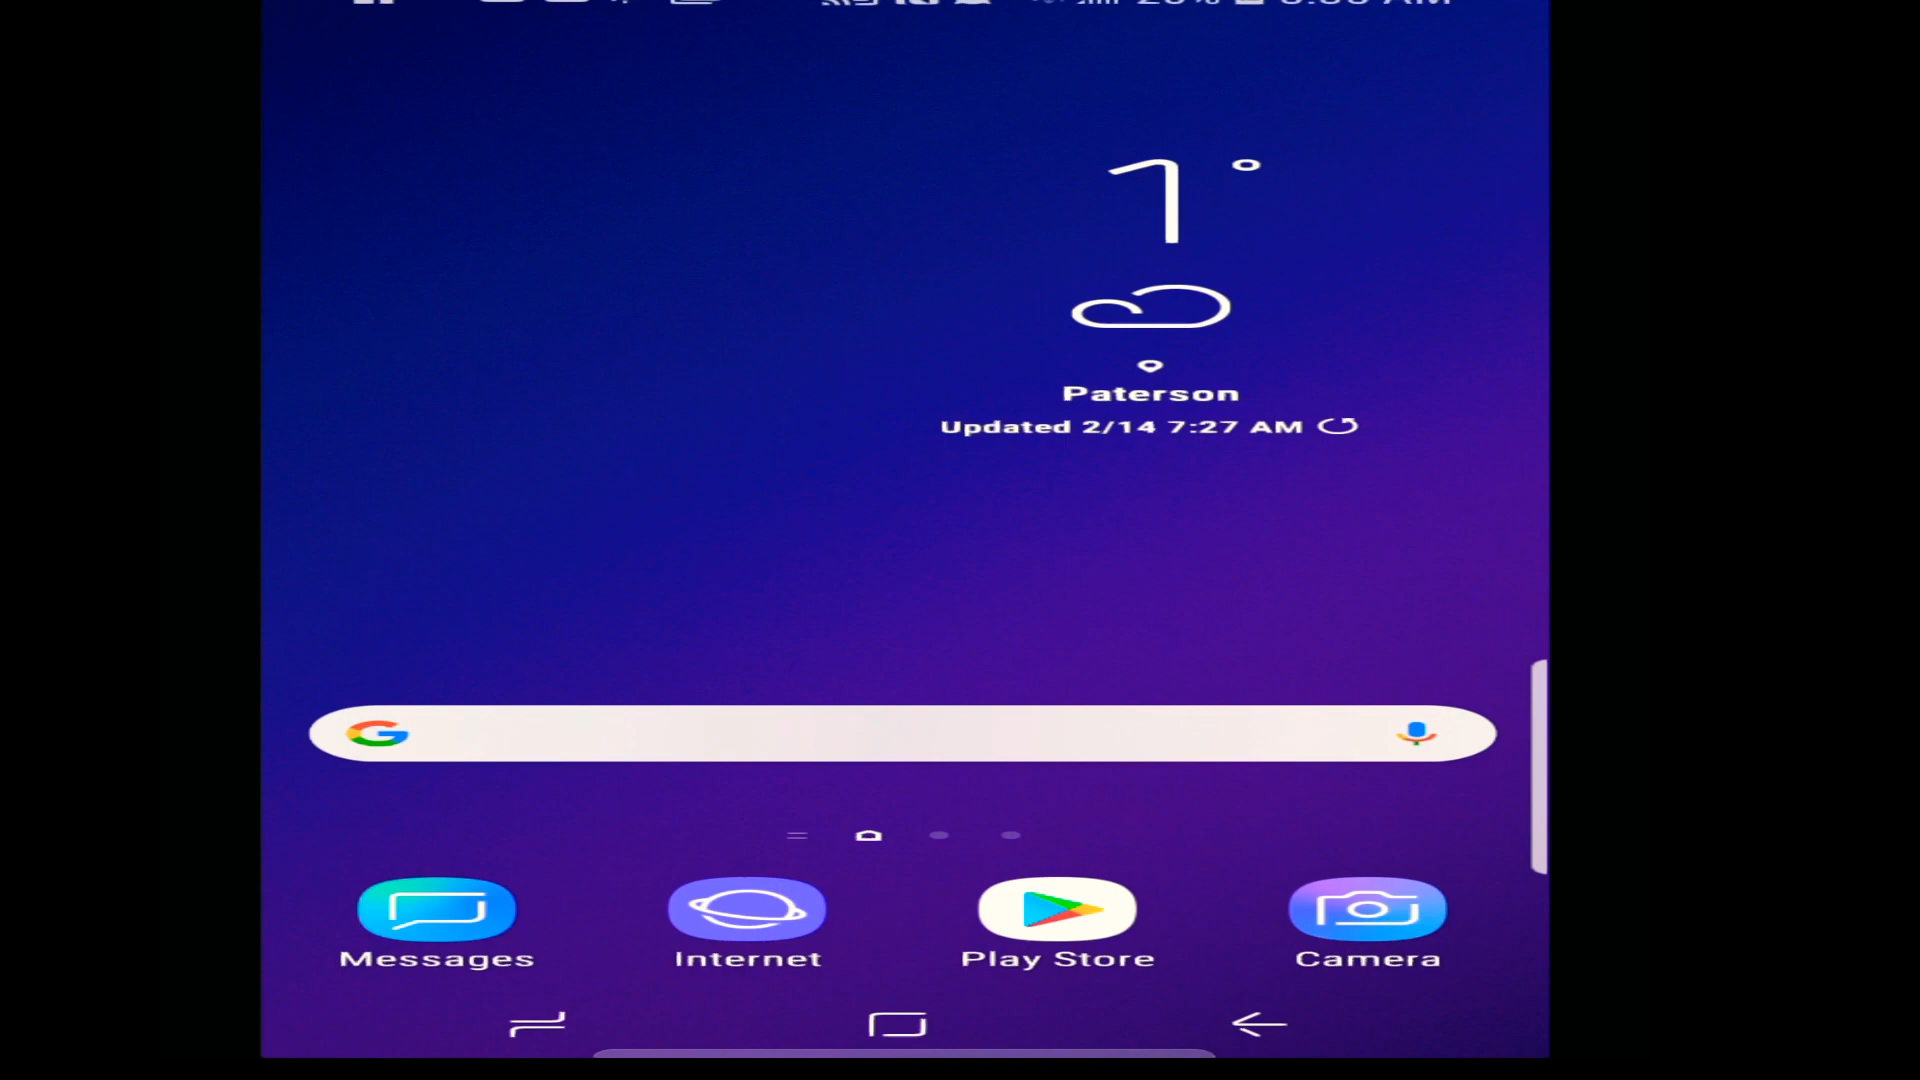 1°
Paterson
Updated 2/14 7:27 AM
Messages
Internet
Play Store
Camera